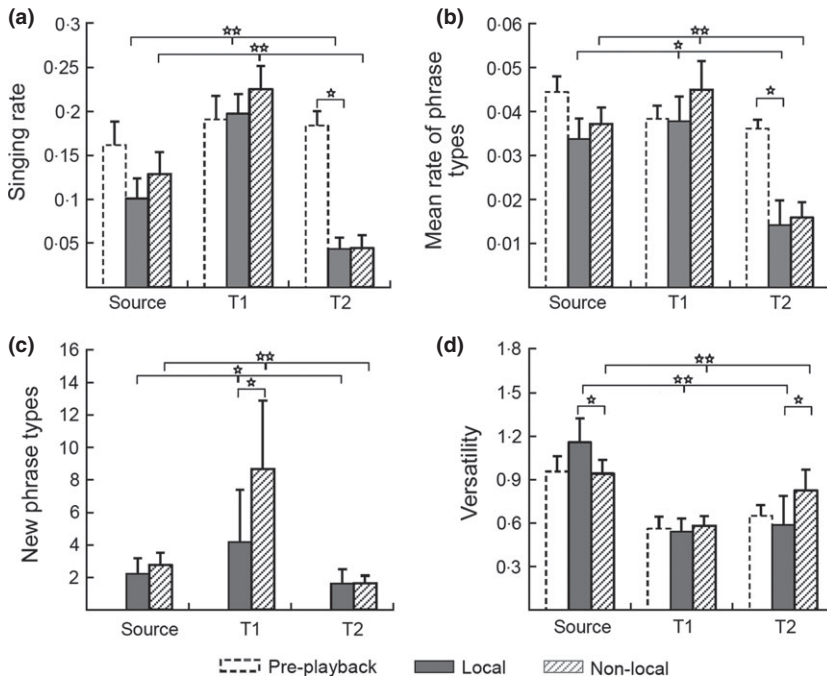 (a)
0·3
0·25
0·2
0·15
0·1
0·05
Singing rate
Source T1 T2
☆☆
☆☆
☆
(b)
0·06
0·05
0·04
0·03
0·02
0·01
Mean rate of phrase
types
Source T1 T2
☆☆
☆
☆
(c)
16
14
12
10
8
6
4
2
New phrase types
Source T1 T2
☆☆
☆
☆
(d)
1·8
1·5
1·2
0·9
0·6
0·3
Versatility
Source T1 T2
☆☆
☆☆
☆
☆
Pre-playback Local Non-local